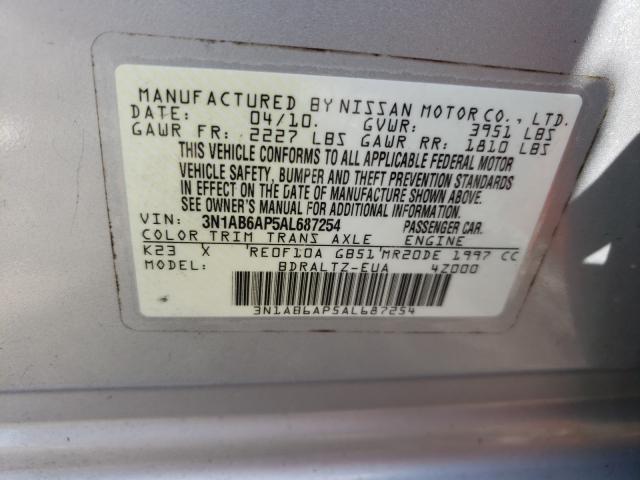 MANUFACTURED BY NISSAN MOTOR CO., LTD.
DATE: 04/10. GVWR: 3951 LBS
GAWR FR: 2227 LBS GAWR RR: 1810 LBS
THIS VEHICLE CONFORMS TO ALL APPLICABLE FEDERAL MOTOR
VEHICLE SAFETY, BUMPER AND THEFT PREVENTION STANDARDS
IN EFFECT ON THE DATE OF MANUFACTURE SHOWN ABOVE.
SEE OWNER'S MANUAL FOR ADDITIONAL INFORMATION.
VIN: 3N1AB6AP5AL687254 PASSENGER CAR.
COLOR TRIM TRANS AXLE ENGINE
K23 X 'RE0F10A GB51'MR20DE 1997 CC
MODEL: BDRALTZ-EUA 4Z000
3N1AB6AP5AL687254